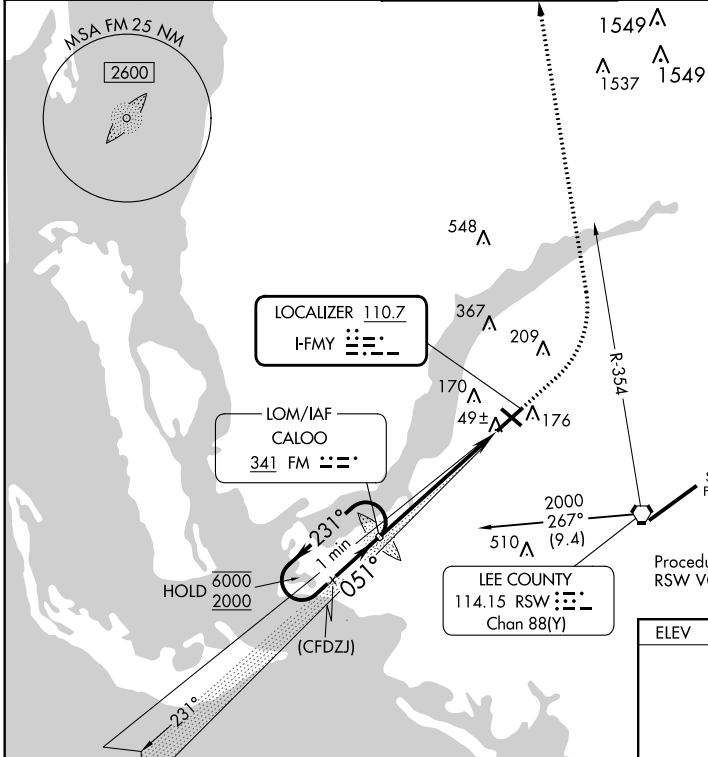 MSA FM 25 NM
2600
1549
1537
1549
548
LOCALIZER 110.7
I-FMY
367
209
R-354
170
49±
176
LOM/IAF
CALOO
341 FM
231°
1 min
051°
HOLD 6000
2000
(CFDZJ)
231°
2000
267°
(9.4)
510
LEE COUNTY
114.15 RSW
Chan 88(Y)
RSW
ELEV